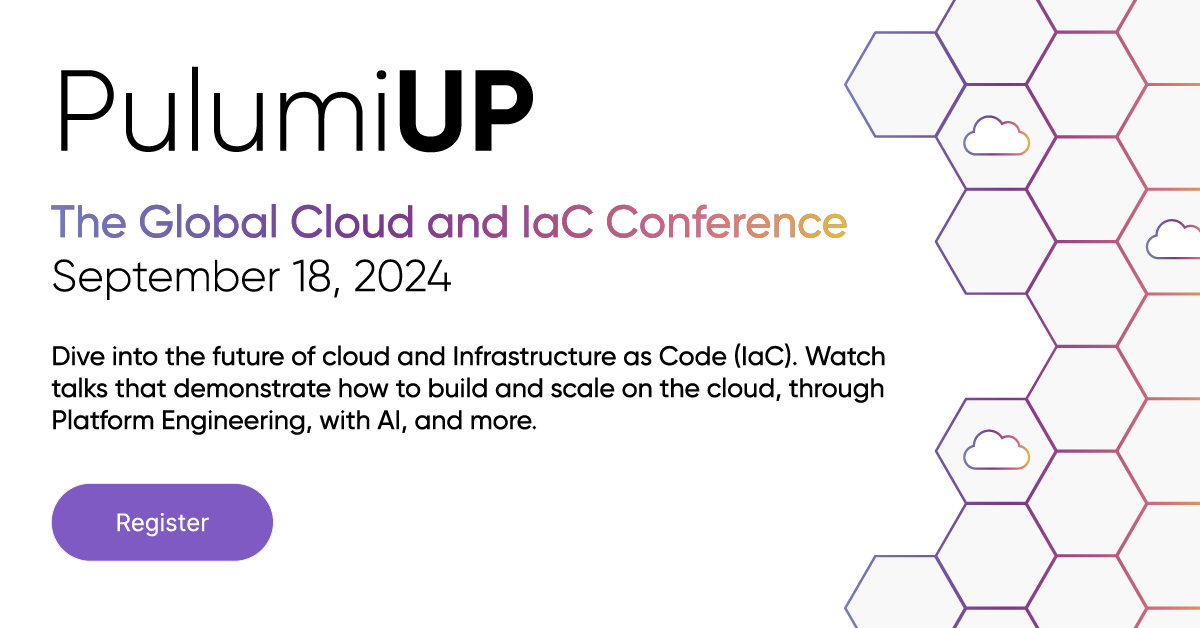 PulumiUP
The Global Cloud and IaC Conference
September 18, 2024
Dive into the future of cloud and Infrastructure as Code (IaC). Watch
talks that demonstrate how to build and scale on the cloud, through
Platform Engineering, with AI, and more.
Register